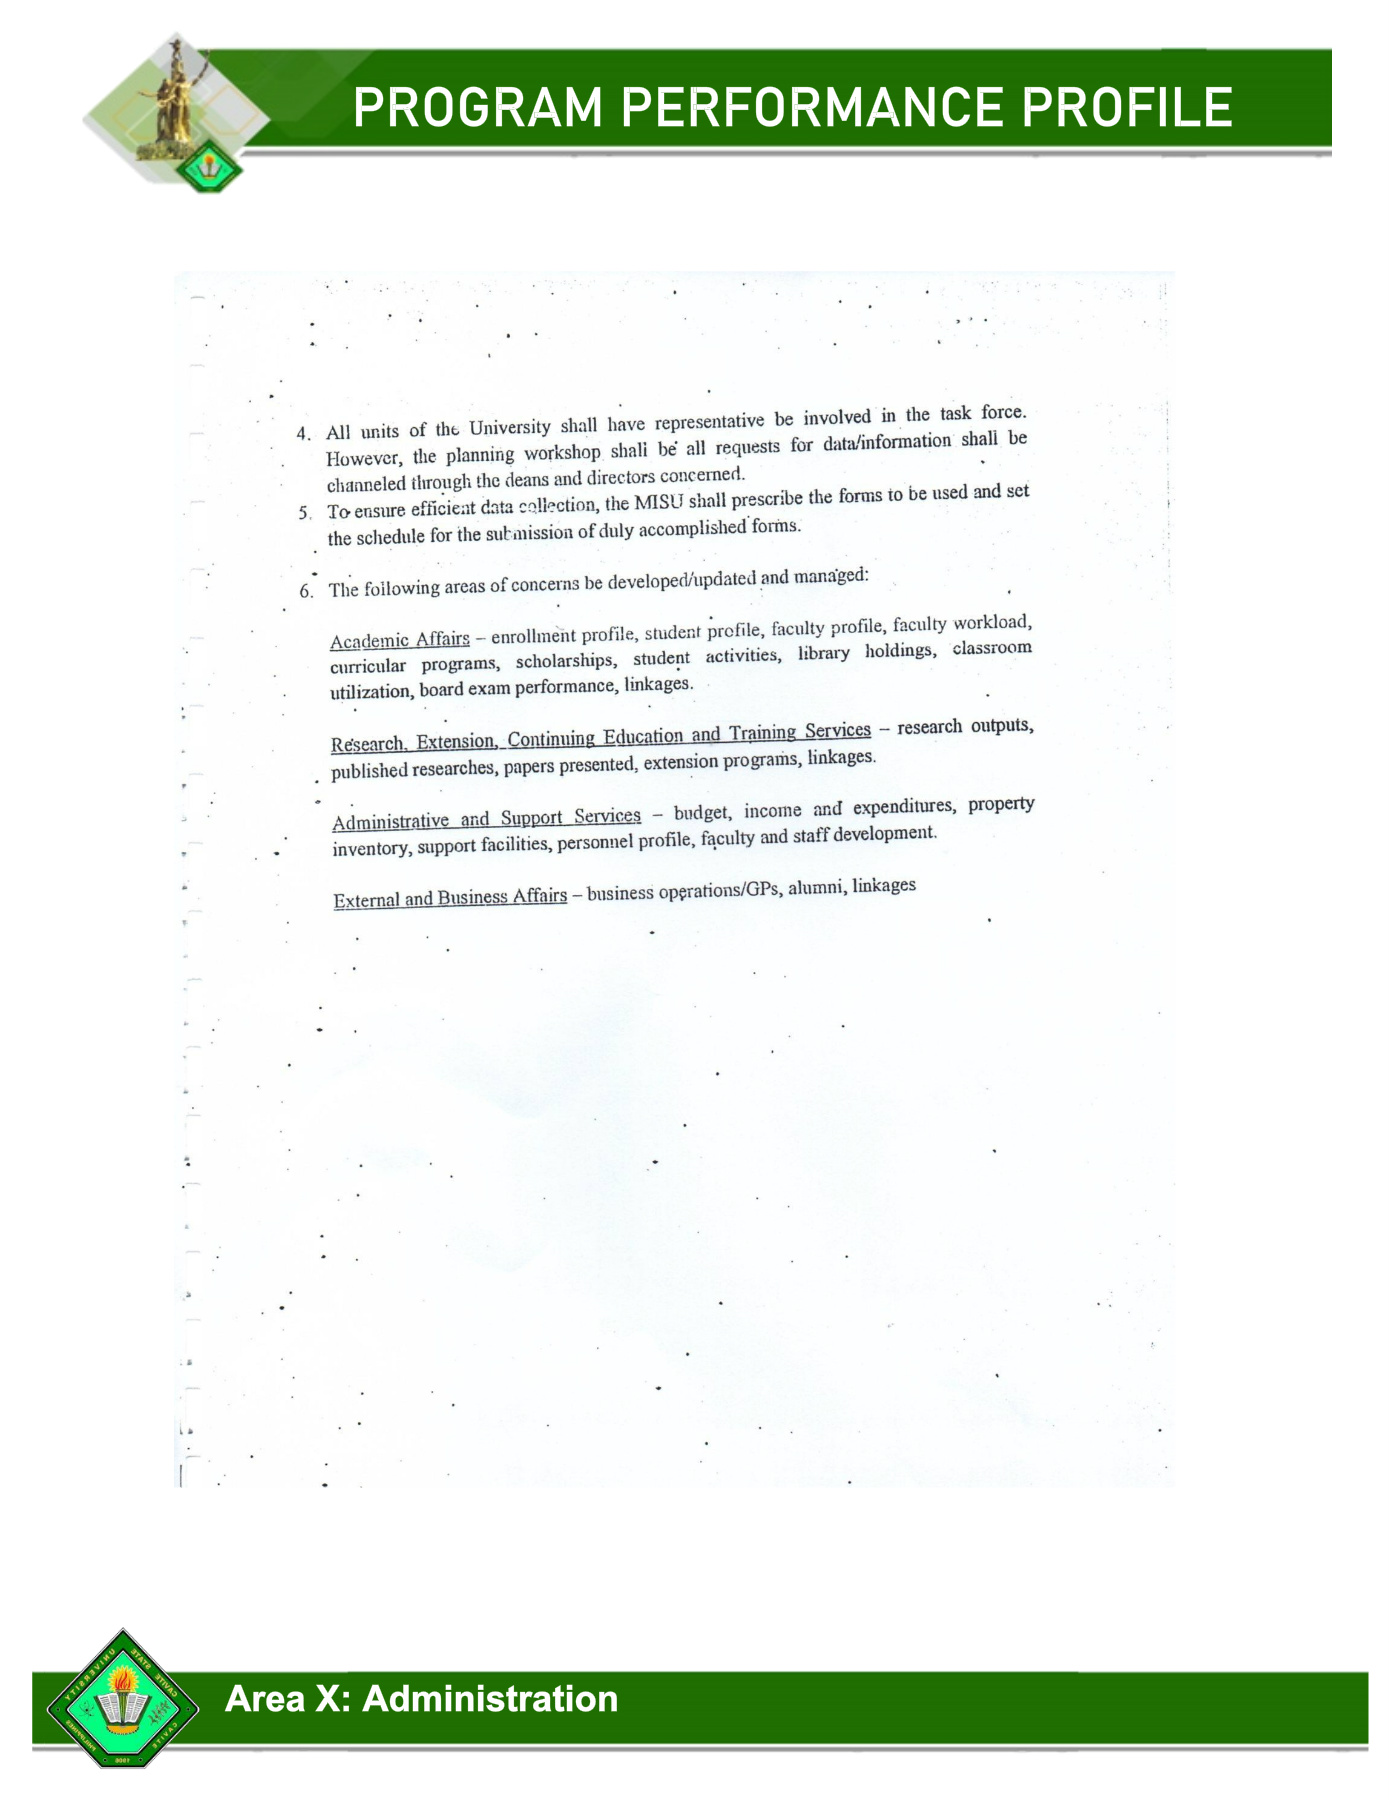 PROGRAM PERFORMANCE PROFILE
4. All units of the University shall have representative be involved in the task force.
However, the planning workshop shall be all requests for data/information shall be
channeled through the deans and directors concerned.
5. To ensure efficient data collection, the MISU shall prescribe the forms to be used and set
the schedule for the submission of duly accomplished forms.
6. The following areas of concerns be developed/updated and managed:
Academic Affairs – enrollment profile, student profile, faculty profile, faculty workload,
curricular programs, scholarships, student activities, library holdings, classroom
utilization, board exam performance, linkages.
Research, Extension, Continuing Education and Training Services – research outputs,
published researches, papers presented, extension programs, linkages.
Administrative and Support Services – budget, income and expenditures, property
inventory, support facilities, personnel profile, faculty and staff development.
External and Business Affairs – business operations/GPs, alumni, linkages
CAVITE STATE UNIVERSITY
CAVITE
PHILIPPINES
1906
Area X: Administration